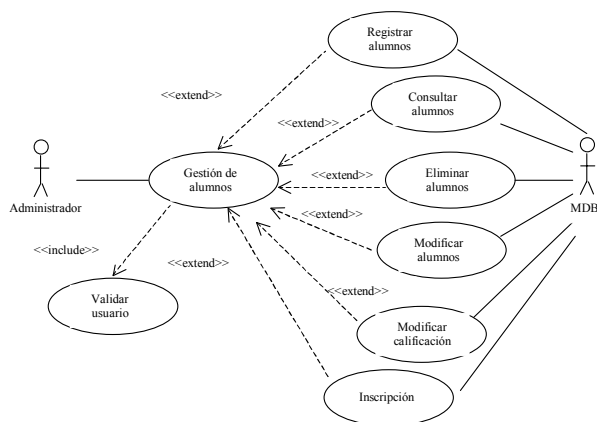 Registrar
alumnos
<<extend>>
Consultar
alumnos
<<extend>>
Gestión de
alumnos
Eliminar
alumnos
<<extend>>
Administrador
MDB
<<extend>>
Modificar
alumnos
<<include>>
<<extend>>
<<extend>>
Validar
usuario
Modificar
calificación
Inscripción